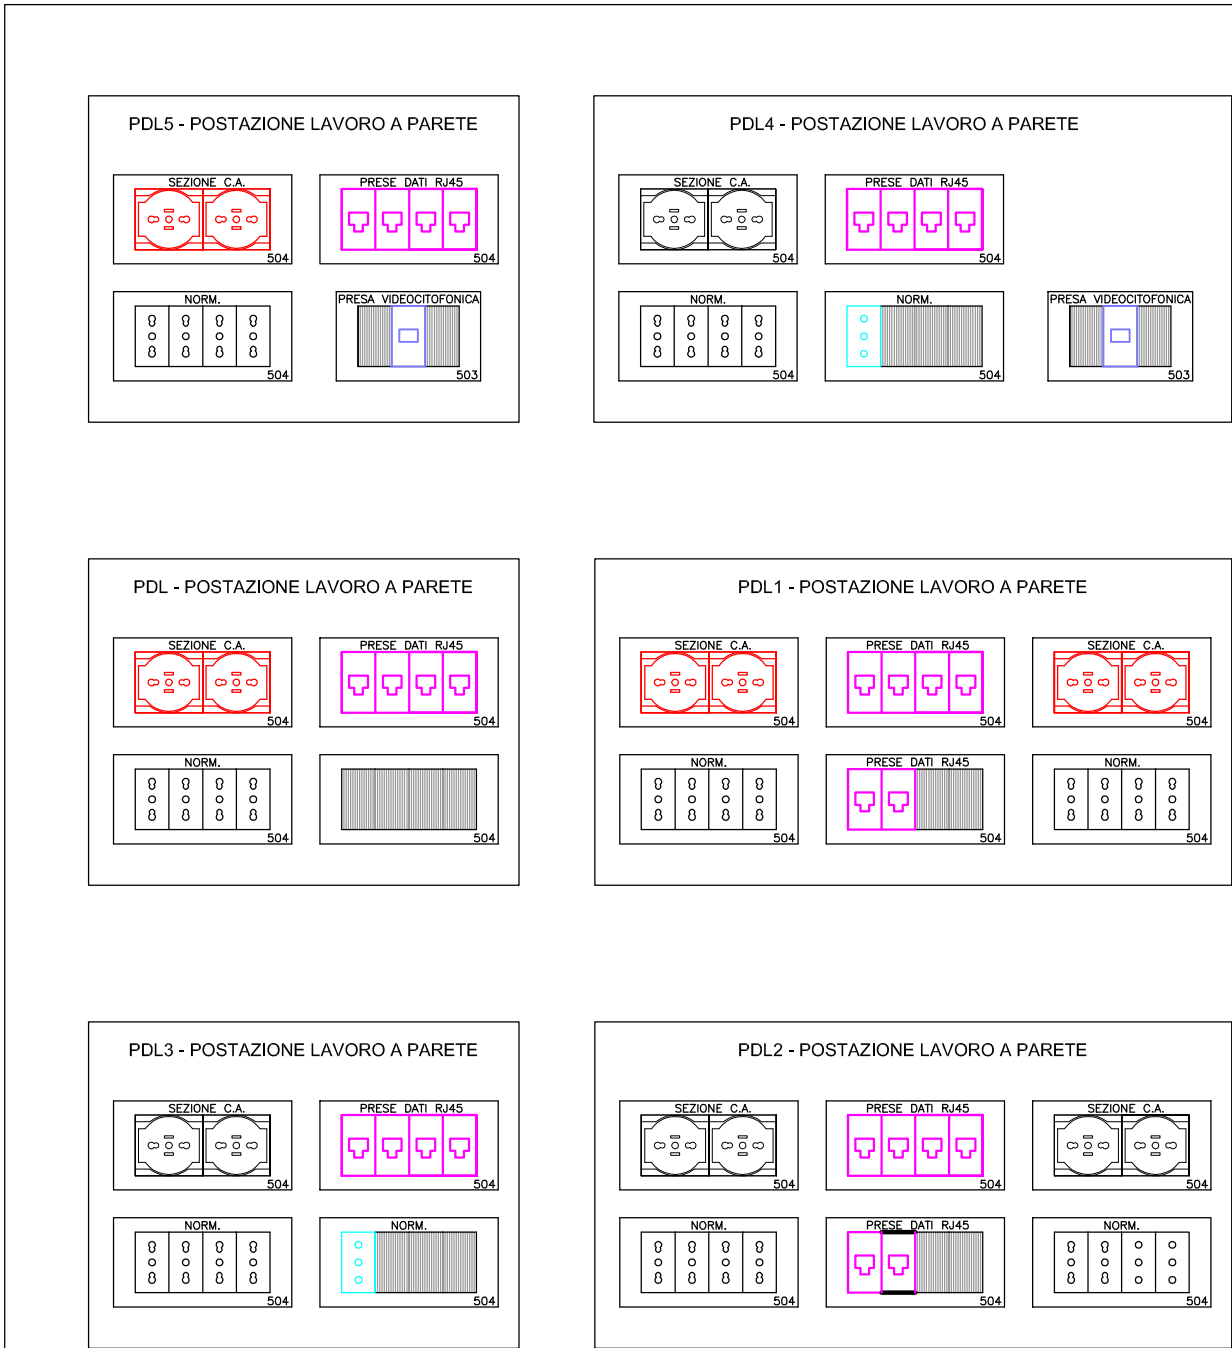 PDL5 - POSTAZIONE LAVORO A PARETE
SEZIONE C.A.
504
PRESE DATI RJ45
504
NORM.
504
PRESA VIDEOCITOFONICA
503
PDL4 - POSTAZIONE LAVORO A PARETE
SEZIONE C.A.
504
PRESE DATI RJ45
504
NORM.
504
NORM.
504
PRESA VIDEOCITOFONICA
503
PDL - POSTAZIONE LAVORO A PARETE
SEZIONE C.A.
504
PRESE DATI RJ45
504
NORM.
504
504
PDL1 - POSTAZIONE LAVORO A PARETE
SEZIONE C.A.
504
PRESE DATI RJ45
504
SEZIONE C.A.
504
NORM.
504
PRESE DATI RJ45
504
NORM.
504
PDL3 - POSTAZIONE LAVORO A PARETE
SEZIONE C.A.
504
PRESE DATI RJ45
504
NORM.
504
NORM.
504
PDL2 - POSTAZIONE LAVORO A PARETE
SEZIONE C.A.
504
PRESE DATI RJ45
504
SEZIONE C.A.
504
NORM.
504
PRESE DATI RJ45
504
NORM.
504